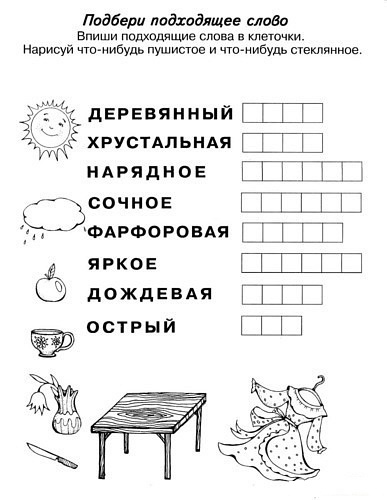 Подбери подходящее слово
Впиши подходящие слова в клеточки.
Нарисуй что-нибудь пушистое и что-нибудь стеклянное.
ДЕРЕВЯННЫЙ
ХРУСТАЛЬНАЯ
НАРЯДНОЕ
СОЧНОЕ
ФАРФОРОВАЯ
ЯРКОЕ
ДОЖДЕВАЯ
ОСТРЫЙ